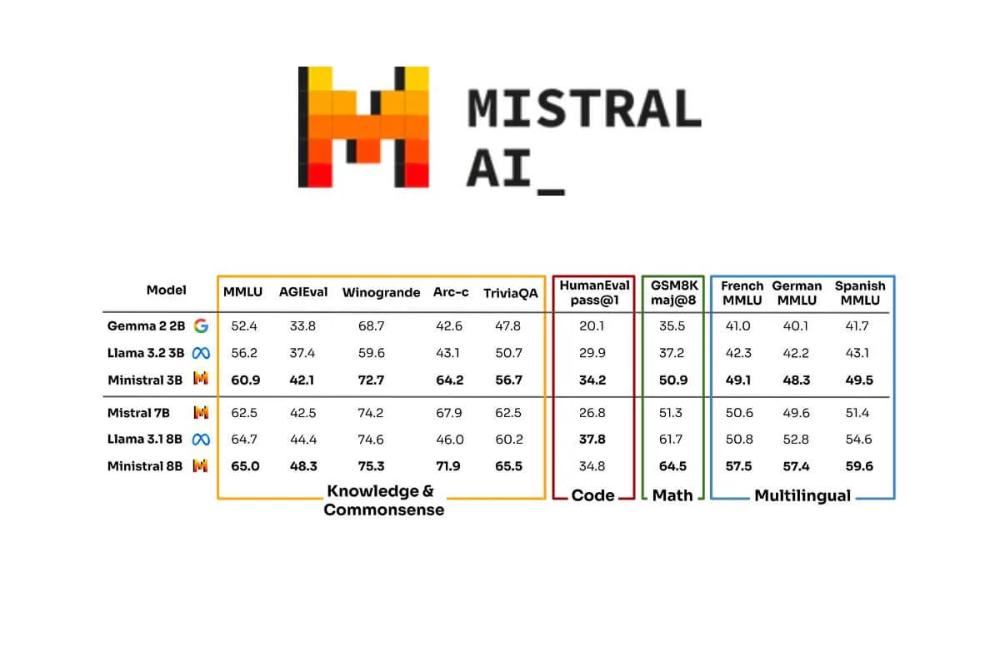 MISTRAL
AI_
Model MMLU AGIEval Winogrande Arc-c TriviaQA HumanEval pass@1 GSM8K maj@8 French MMLU German MMLU Spanish MMLU
Gemma 2 2B 52.4 33.8 68.7 42.6 47.8 20.1 35.5 41.0 40.1 41.7
Llama 3.2 3B 56.2 37.4 59.6 43.1 50.7 29.9 37.2 42.3 42.2 43.1
Ministral 3B 60.9 42.1 72.7 64.2 56.7 34.2 50.9 49.1 48.3 49.5
Mistral 7B 62.5 42.5 74.2 67.9 62.5 26.8 51.3 50.6 49.6 51.4
Llama 3.1 8B 64.7 44.4 74.6 46.0 60.2 37.8 61.7 50.8 52.8 54.6
Ministral 8B 65.0 48.3 75.3 71.9 65.5 34.8 64.5 57.5 57.4 59.6
Knowledge &
Commonsense
Code Math Multilingual